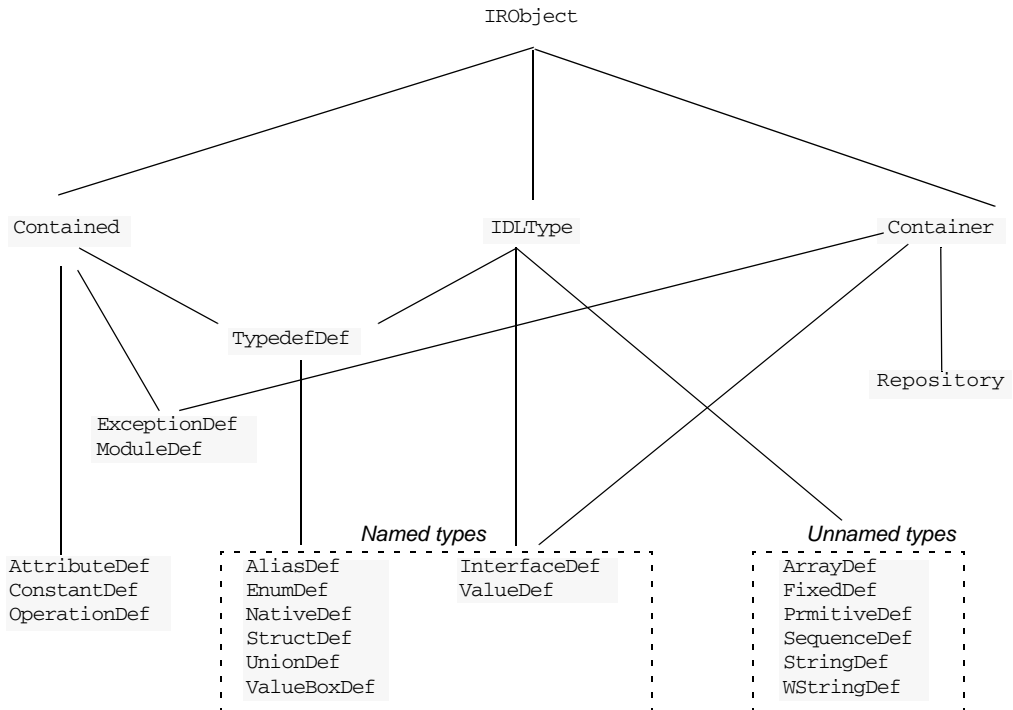 IRObject
Contained
IDLType
Container
TypedefDef
Repository
ExceptionDef
ModuleDef
Named types
Unnamed types
AttributeDef
ConstantDef
OperationDef
AliasDef
EnumDef
NativeDef
StructDef
UnionDef
ValueBoxDef
InterfaceDef
ValueDef
ArrayDef
FixedDef
PrmitiveDef
SequenceDef
StringDef
WStringDef